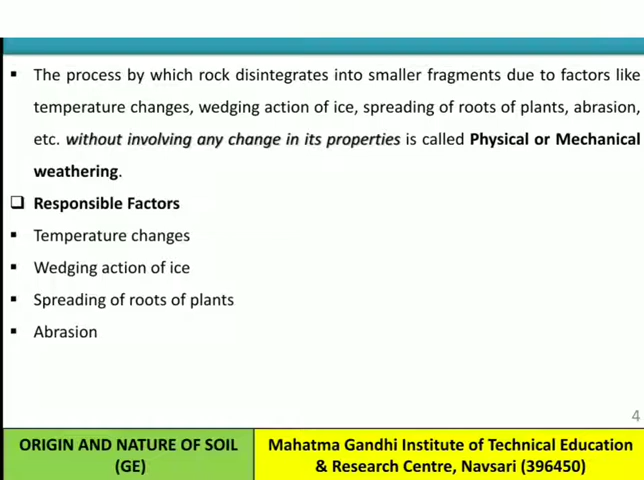 ▪ The process by which rock disintegrates into smaller fragments due to factors like
temperature changes, wedging action of ice, spreading of roots of plants, abrasion,
etc. without involving any change in its properties is called Physical or Mechanical
weathering.
❑ Responsible Factors
▪ Temperature changes
▪ Wedging action of ice
▪ Spreading of roots of plants
▪ Abrasion
4
ORIGIN AND NATURE OF SOIL
(GE)
Mahatma Gandhi Institute of Technical Education
& Research Centre, Navsari (396450)